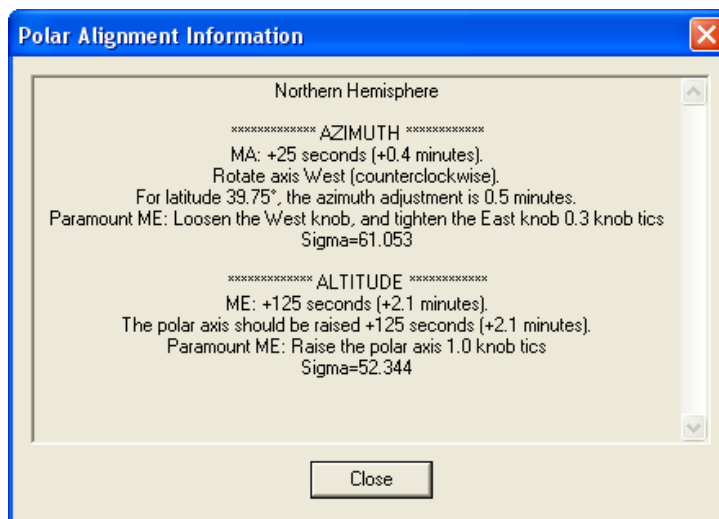 Polar Alignment Information
Northern Hemisphere
************* AZIMUTH ************
MA: +25 seconds (+0.4 minutes).
Rotate axis West (counterclockwise).
For latitude 39.75°, the azimuth adjustment is 0.5 minutes.
Paramount ME: Loosen the West knob, and tighten the East knob 0.3 knob tics
Sigma=61.053
************* ALTITUDE ************
ME: +125 seconds (+2.1 minutes).
The polar axis should be raised +125 seconds (+2.1 minutes).
Paramount ME: Raise the polar axis 1.0 knob tics
Sigma=52.344
Close